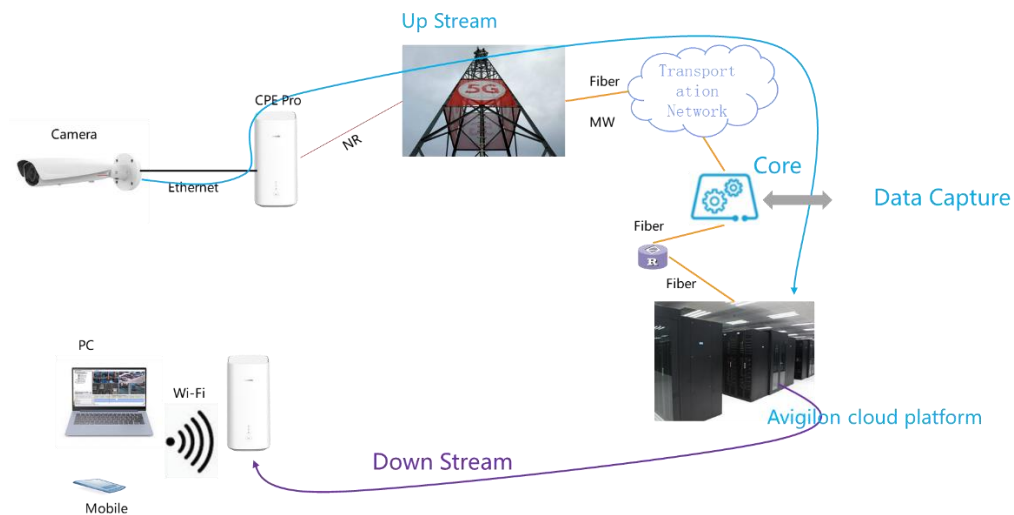 Up Stream
Camera
CPE Pro
Ethernet
NR
5G
Fiber
MW
Transport
ation
Network
Core
Data Capture
Fiber
R
Fiber
Avigilon cloud platform
PC
Wi-Fi
Down Stream
Mobile